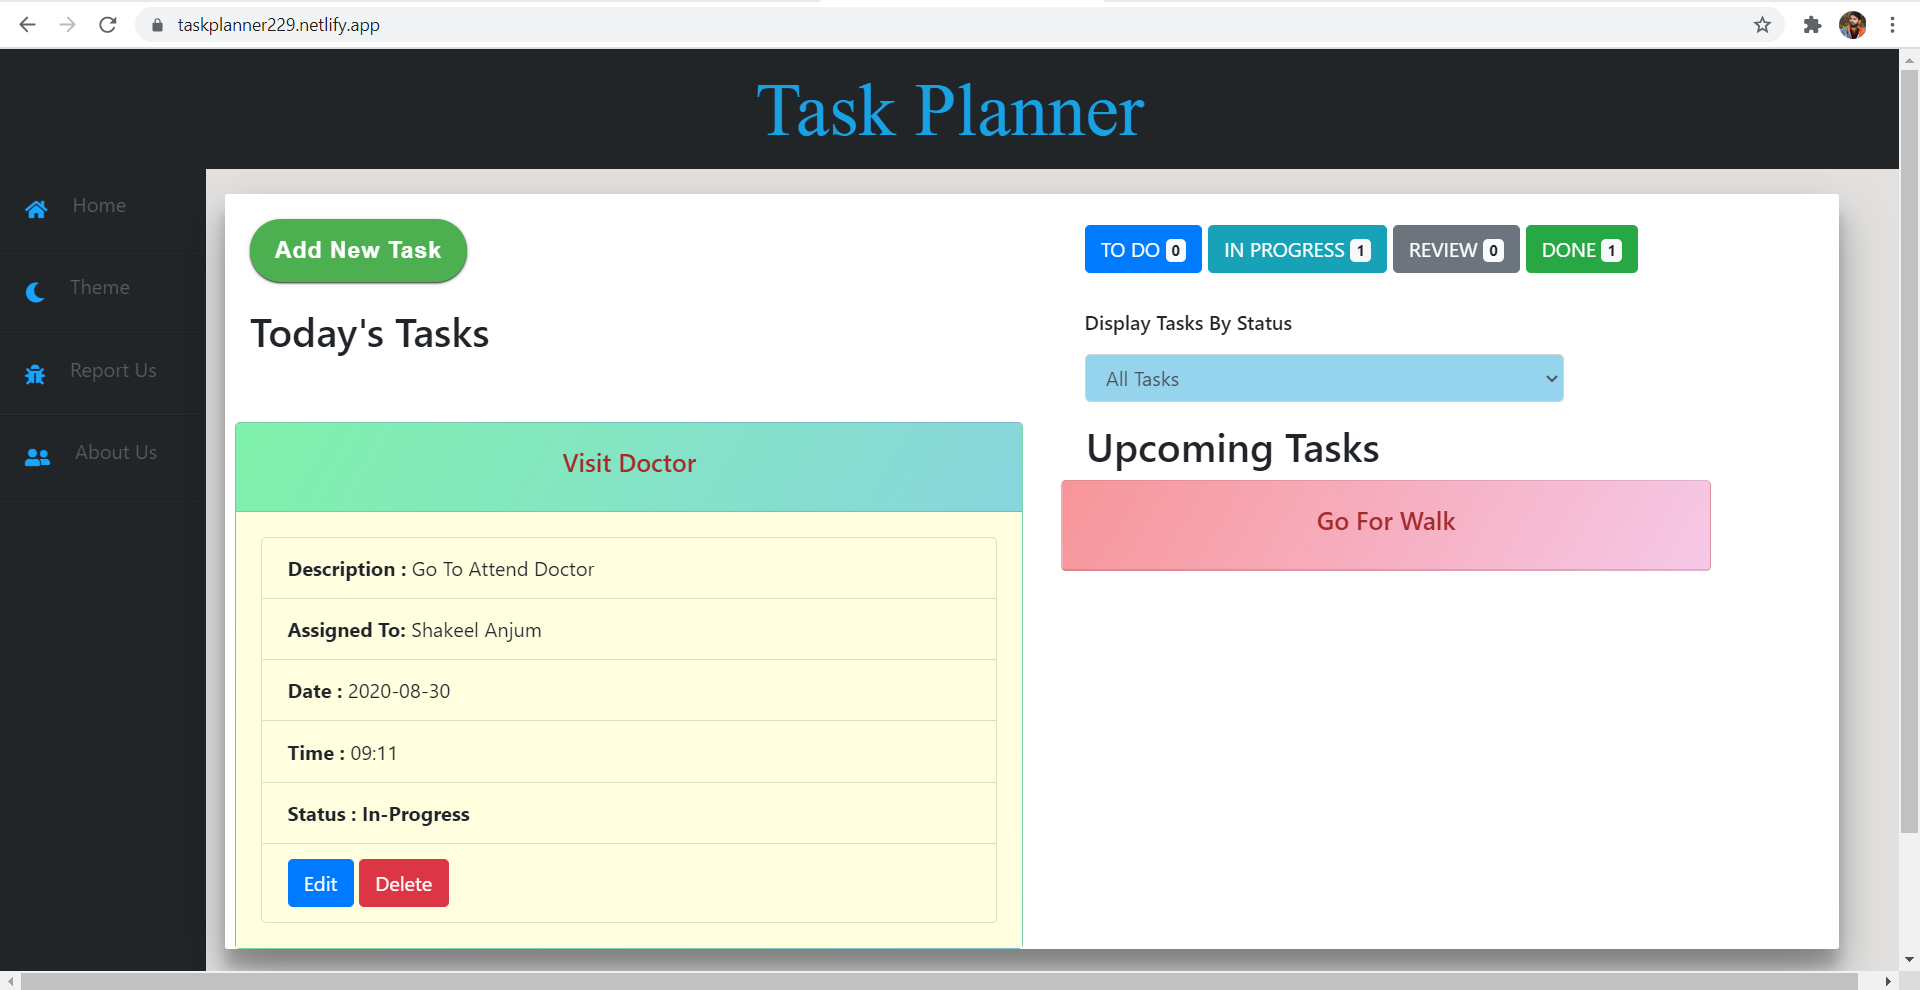 taskplanner229.netlify.app
Task Planner
Home
Theme
Report Us
About Us
Add New Task
TO DO 0
IN PROGRESS 1
REVIEW 0
DONE 1
Today's Tasks
Display Tasks By Status
All Tasks
Visit Doctor
Description : Go To Attend Doctor
Assigned To: Shakeel Anjum
Date : 2020-08-30
Time : 09:11
Status : In-Progress
Edit
Delete
Upcoming Tasks
Go For Walk